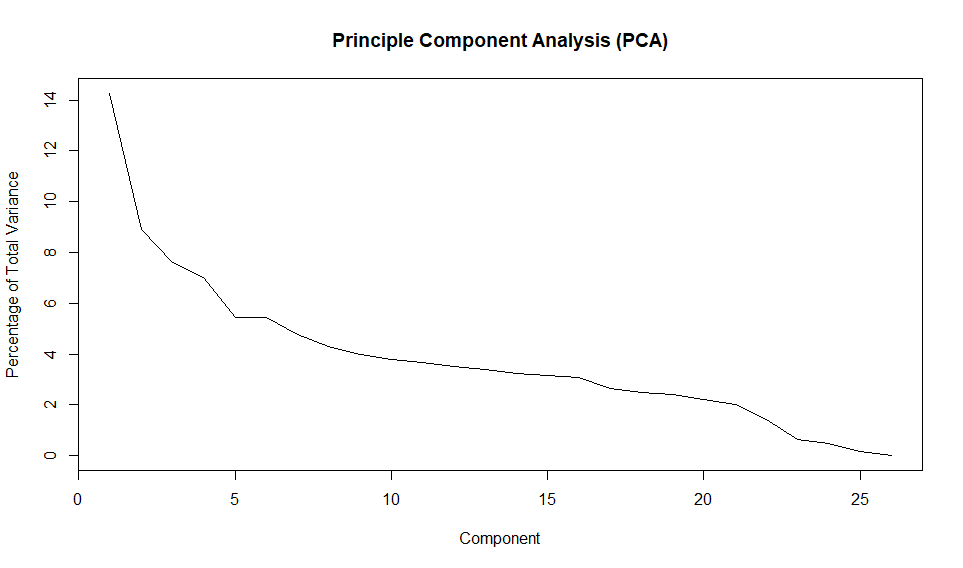 Principle Component Analysis (PCA)
Percentage of Total Variance
14
12
10
8
6
4
2
0
0 5 10 15 20 25
Component